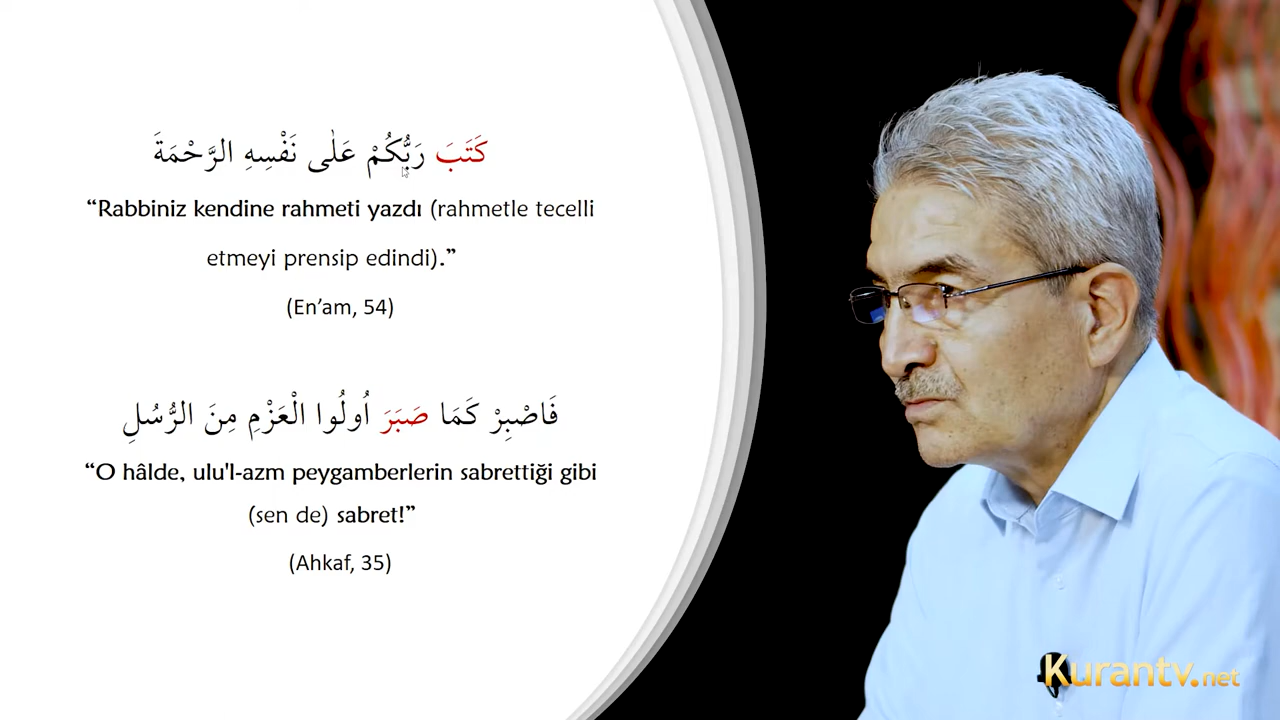 كَتَبَ رَبُّكُمْ عَلٰى نَفْسِهِ الرَّحْمَةَ
“Rabbiniz kendine rahmeti yazdı (rahmetle tecelli
etmeyi prensip edindi).”
(En’am, 54)
فَاصْبِرْ كَمَا صَبَرَ اُولُوا الْعَزْمِ مِنَ الرُّسُلِ
“O hâlde, ulu'l-azm peygamberlerin sabrettiği gibi
(sen de) sabret!”
(Ahkaf, 35)
Kurantv.net